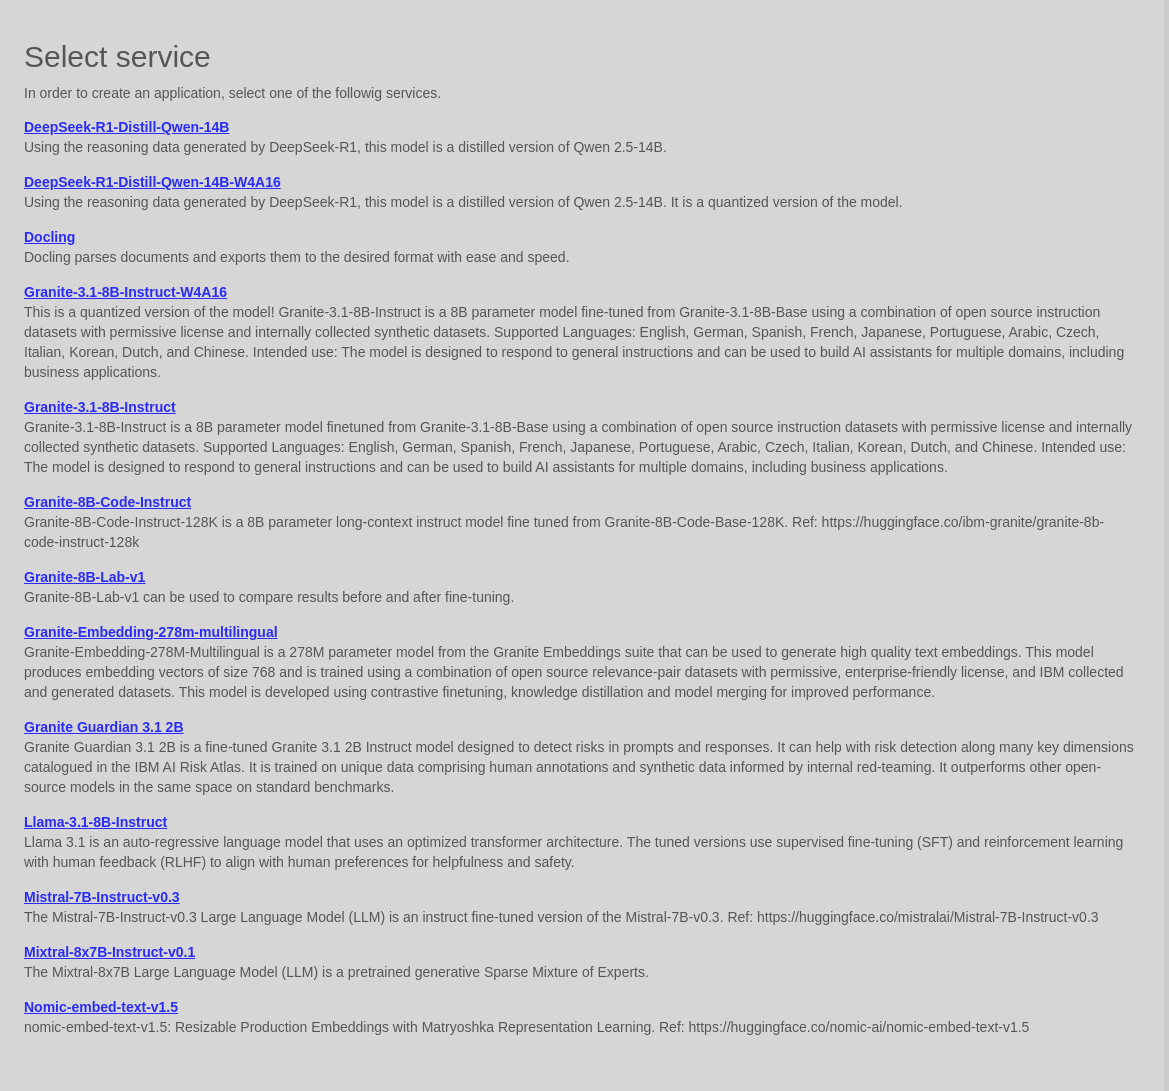 Select service
In order to create an application, select one of the followig services.
DeepSeek-R1-Distill-Qwen-14B
Using the reasoning data generated by DeepSeek-R1, this model is a distilled version of Qwen 2.5-14B.
DeepSeek-R1-Distill-Qwen-14B-W4A16
Using the reasoning data generated by DeepSeek-R1, this model is a distilled version of Qwen 2.5-14B. It is a quantized version of the model.
Docling
Docling parses documents and exports them to the desired format with ease and speed.
Granite-3.1-8B-Instruct-W4A16
This is a quantized version of the model! Granite-3.1-8B-Instruct is a 8B parameter model fine-tuned from Granite-3.1-8B-Base using a combination of open source instruction
datasets with permissive license and internally collected synthetic datasets. Supported Languages: English, German, Spanish, French, Japanese, Portuguese, Arabic, Czech,
Italian, Korean, Dutch, and Chinese. Intended use: The model is designed to respond to general instructions and can be used to build AI assistants for multiple domains, including
business applications.
Granite-3.1-8B-Instruct
Granite-3.1-8B-Instruct is a 8B parameter model finetuned from Granite-3.1-8B-Base using a combination of open source instruction datasets with permissive license and internally
collected synthetic datasets. Supported Languages: English, German, Spanish, French, Japanese, Portuguese, Arabic, Czech, Italian, Korean, Dutch, and Chinese. Intended use:
The model is designed to respond to general instructions and can be used to build AI assistants for multiple domains, including business applications.
Granite-8B-Code-Instruct
Granite-8B-Code-Instruct-128K is a 8B parameter long-context instruct model fine tuned from Granite-8B-Code-Base-128K. Ref: https://huggingface.co/ibm-granite/granite-8b-
code-instruct-128k
Granite-8B-Lab-v1
Granite-8B-Lab-v1 can be used to compare results before and after fine-tuning.
Granite-Embedding-278m-multilingual
Granite-Embedding-278M-Multilingual is a 278M parameter model from the Granite Embeddings suite that can be used to generate high quality text embeddings. This model
produces embedding vectors of size 768 and is trained using a combination of open source relevance-pair datasets with permissive, enterprise-friendly license, and IBM collected
and generated datasets. This model is developed using contrastive finetuning, knowledge distillation and model merging for improved performance.
Granite Guardian 3.1 2B
Granite Guardian 3.1 2B is a fine-tuned Granite 3.1 2B Instruct model designed to detect risks in prompts and responses. It can help with risk detection along many key dimensions
catalogued in the IBM AI Risk Atlas. It is trained on unique data comprising human annotations and synthetic data informed by internal red-teaming. It outperforms other open-
source models in the same space on standard benchmarks.
Llama-3.1-8B-Instruct
Llama 3.1 is an auto-regressive language model that uses an optimized transformer architecture. The tuned versions use supervised fine-tuning (SFT) and reinforcement learning
with human feedback (RLHF) to align with human preferences for helpfulness and safety.
Mistral-7B-Instruct-v0.3
The Mistral-7B-Instruct-v0.3 Large Language Model (LLM) is an instruct fine-tuned version of the Mistral-7B-v0.3. Ref: https://huggingface.co/mistralai/Mistral-7B-Instruct-v0.3
Mixtral-8x7B-Instruct-v0.1
The Mixtral-8x7B Large Language Model (LLM) is a pretrained generative Sparse Mixture of Experts.
Nomic-embed-text-v1.5
nomic-embed-text-v1.5: Resizable Production Embeddings with Matryoshka Representation Learning. Ref: https://huggingface.co/nomic-ai/nomic-embed-text-v1.5